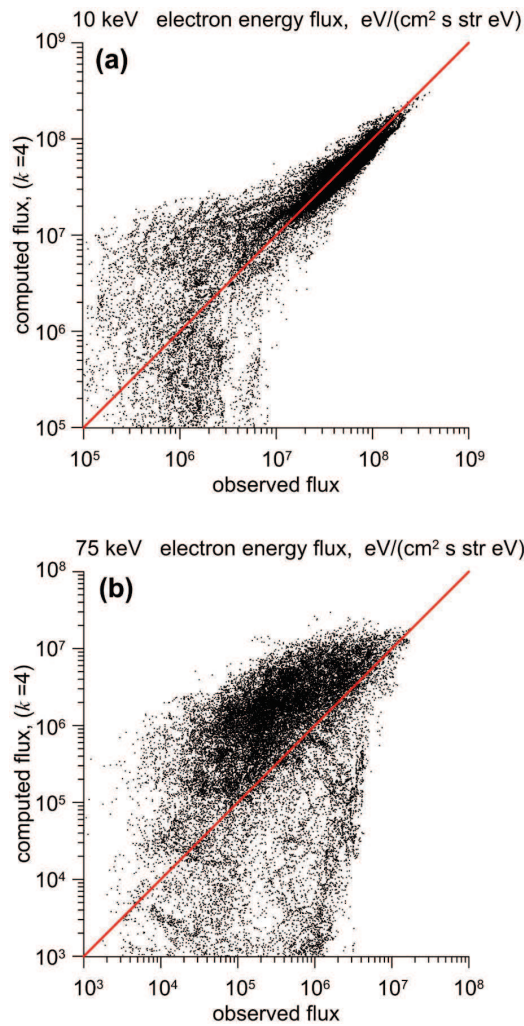 10 keV electron energy flux, eV/(cm² s str eV)
(a)
10⁹
10⁸
10⁷
10⁶
10⁵
computed flux, (k =4)
10⁵ 10⁶ 10⁷ 10⁸ 10⁹
observed flux
75 keV electron energy flux, eV/(cm² s str eV)
(b)
10⁸
10⁷
10⁶
10⁵
10⁴
10³
computed flux, (k =4)
10³ 10⁴ 10⁵ 10⁶ 10⁷ 10⁸
observed flux